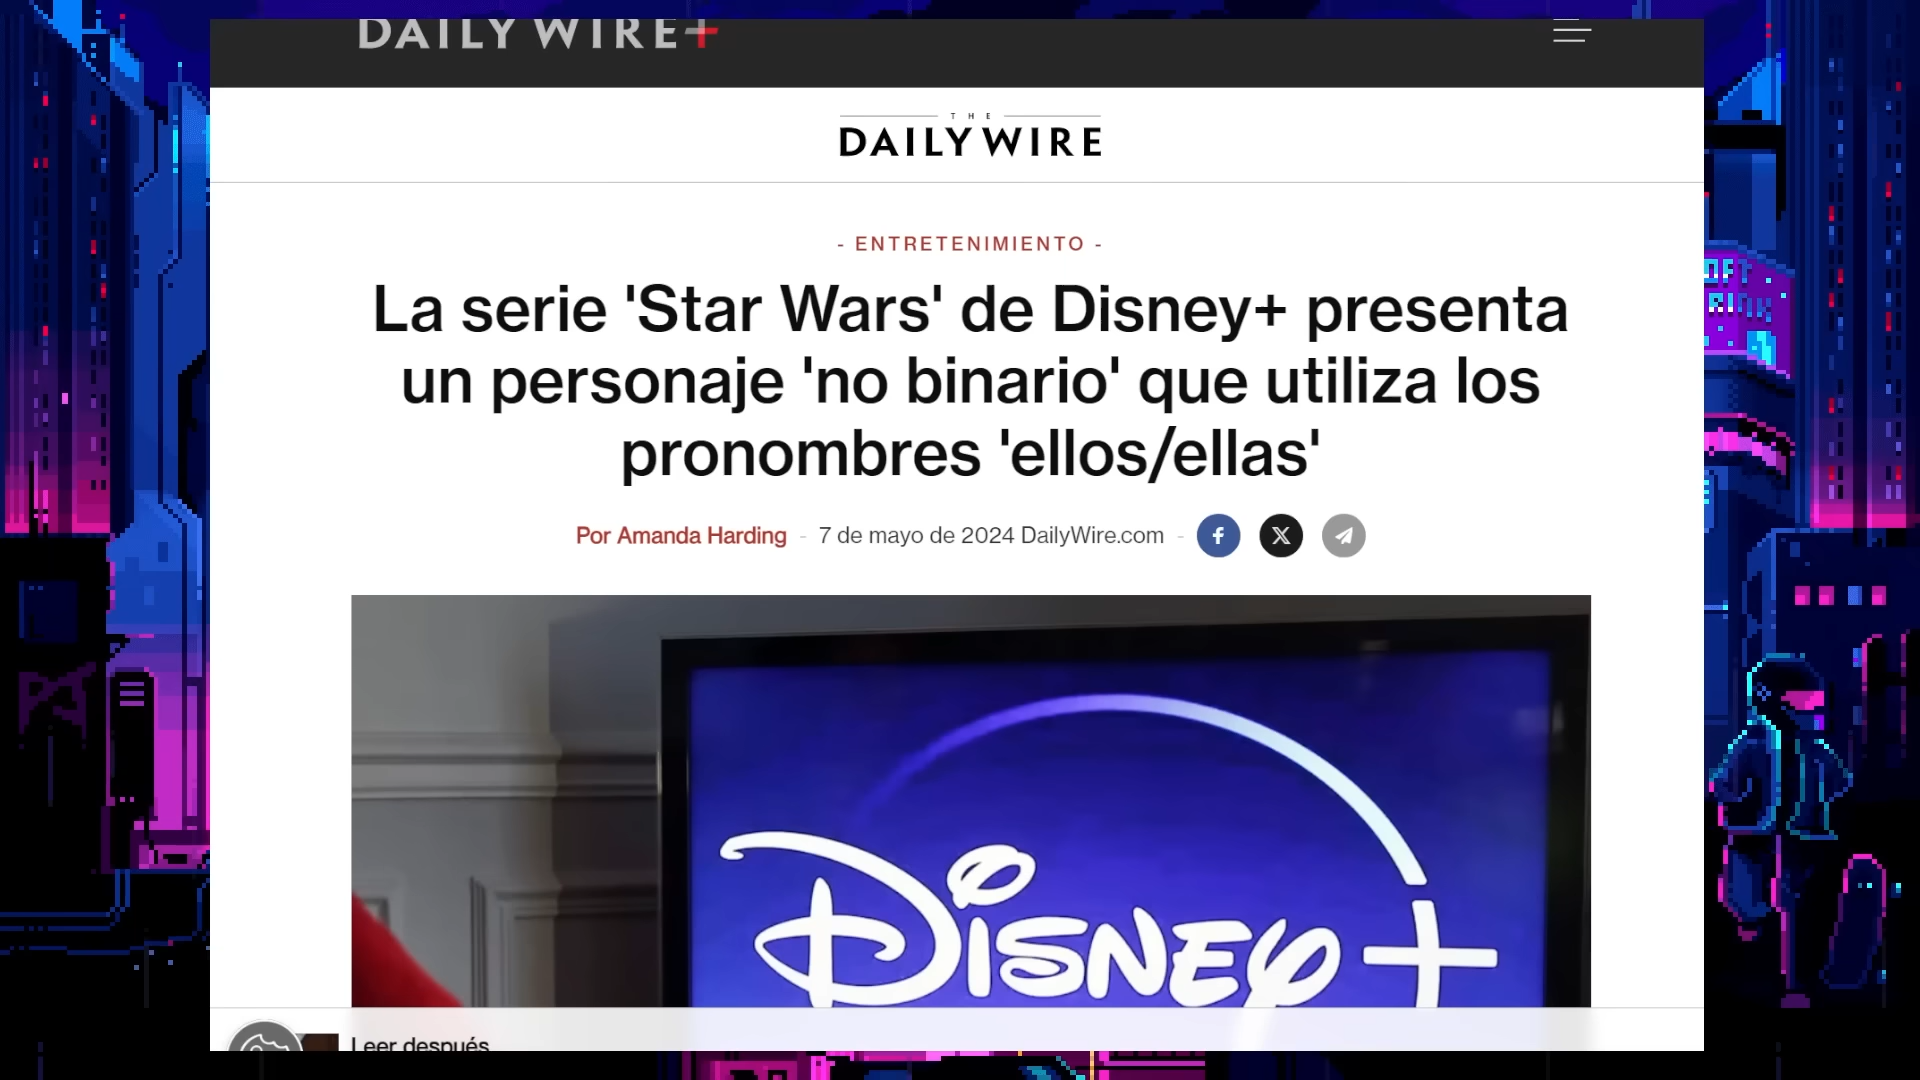 DAILY WIRE+
THE
DAILY WIRE
- ENTRETENIMIENTO -
La serie 'Star Wars' de Disney+ presenta
un personaje 'no binario' que utiliza los
pronombres 'ellos/ellas'
Por Amanda Harding - 7 de mayo de 2024 DailyWire.com -
Disney+
Leer después